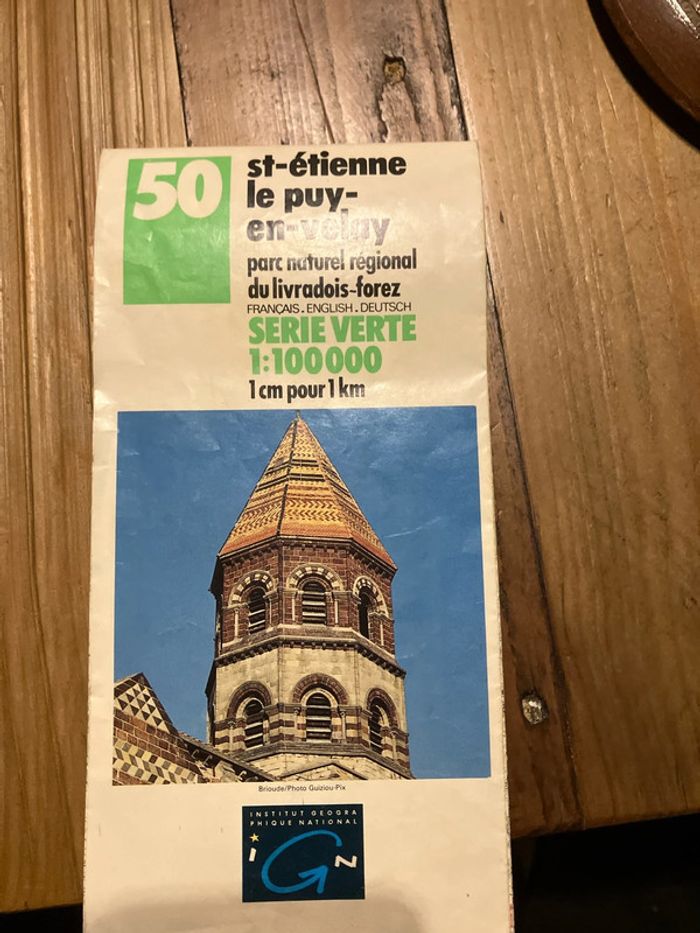 50
st-étienne
le puy-
en-velay
parc naturel régional
du livradois-forez
FRANÇAIS. ENGLISH. DEUTSCH
SERIE VERTE
1:100000
1 cm pour 1 km
Brioude/Photo Guiziou-Pix
INSTITUT GEOGRA
PHIQUE NATIONAL
IGN